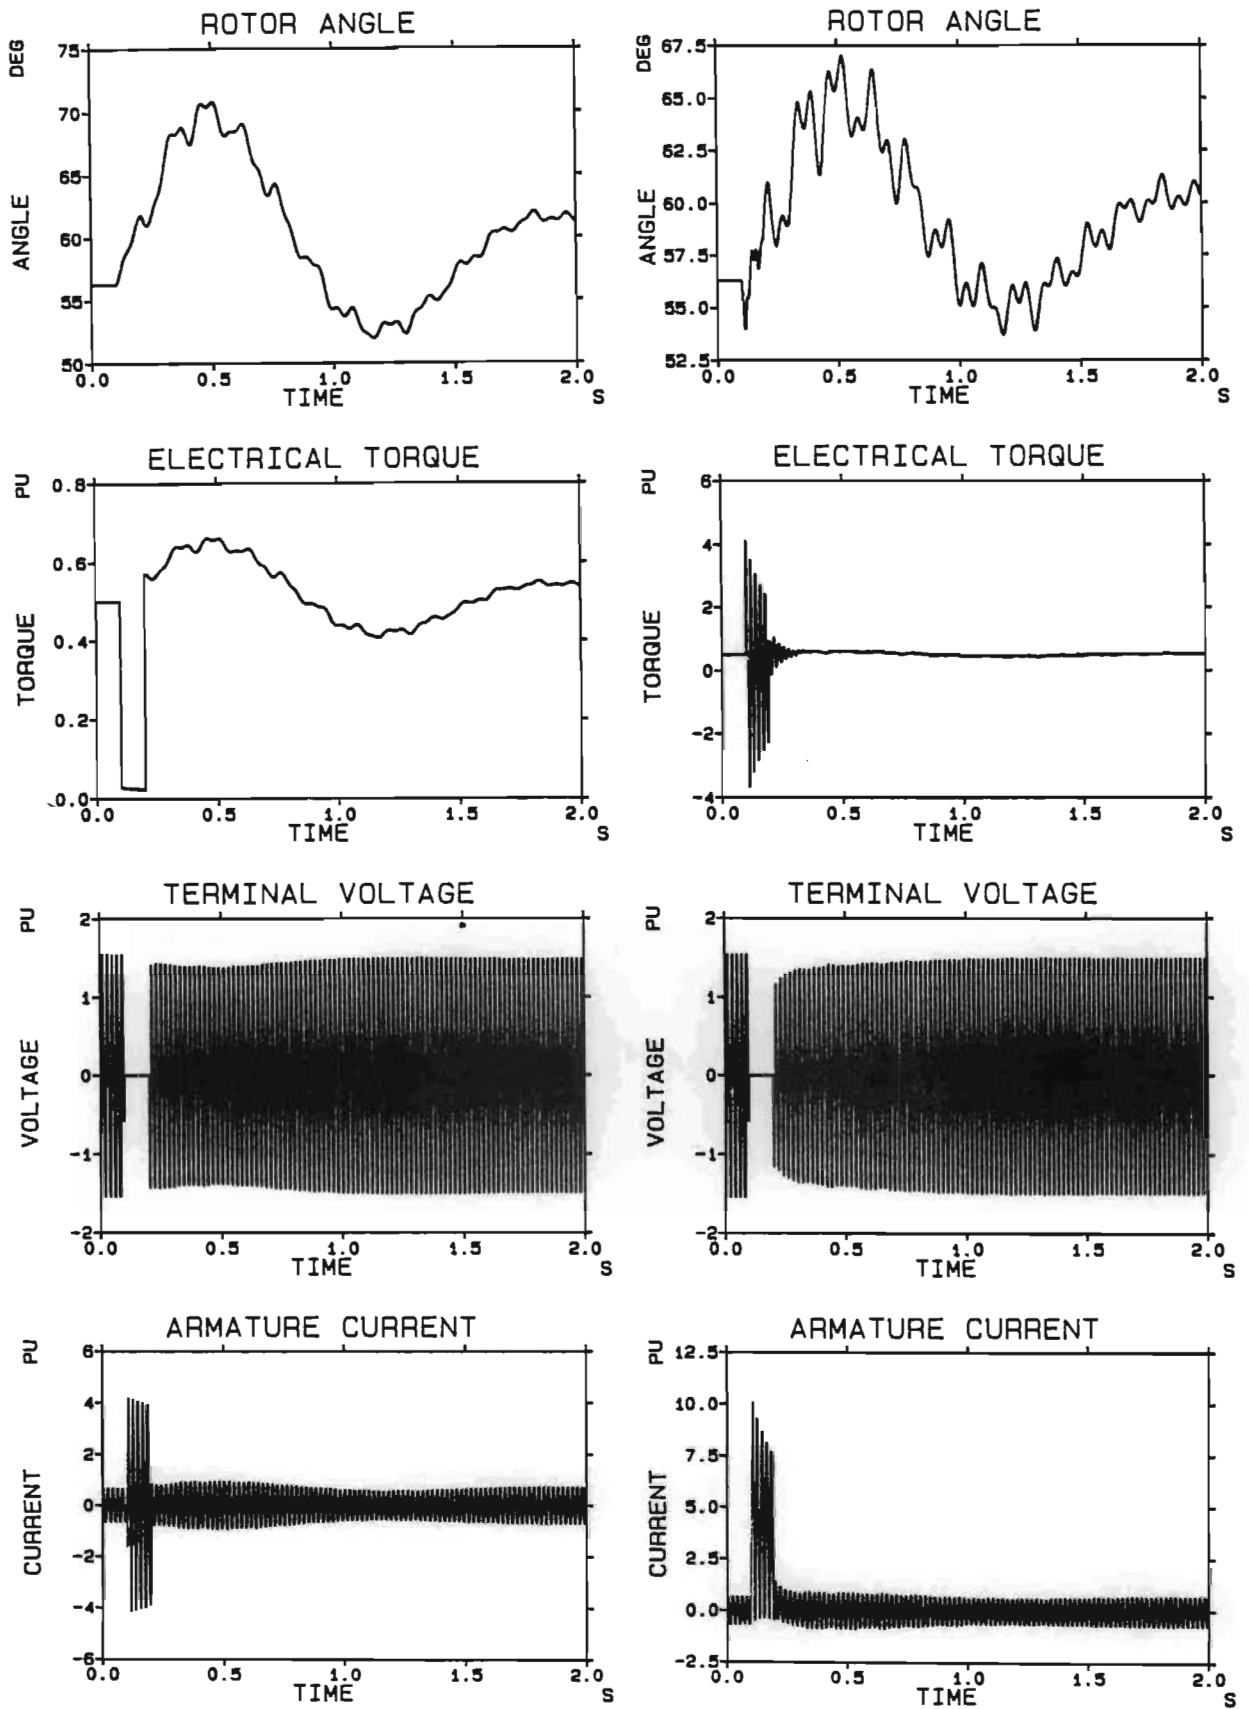 ROTOR ANGLE
DEG
ANGLE
75
70
65
60
55
50
0.0 0.5 1.0 1.5 2.0
TIME S
ROTOR ANGLE
DEG
ANGLE
67.5
65.0
62.5
60.0
57.5
55.0
52.5
0.0 0.5 1.0 1.5 2.0
TIME S
ELECTRICAL TORQUE
PU
TORQUE
0.8
0.6
0.4
0.2
0.0
0.0 0.5 1.0 1.5 2.0
TIME S
ELECTRICAL TORQUE
PU
TORQUE
6
4
2
0
-2
-4
0.0 0.5 1.0 1.5 2.0
TIME S
TERMINAL VOLTAGE
PU
VOLTAGE
2
1
0
-1
-2
0.0 0.5 1.0 1.5 2.0
TIME S
TERMINAL VOLTAGE
PU
VOLTAGE
2
1
0
-1
-2
0.0 0.5 1.0 1.5 2.0
TIME S
ARMATURE CURRENT
PU
CURRENT
6
4
2
0
-2
-4
-6
0.0 0.5 1.0 1.5 2.0
TIME S
ARMATURE CURRENT
PU
CURRENT
12.5
10.0
7.5
5.0
2.5
0.0
-2.5
0.0 0.5 1.0 1.5 2.0
TIME S